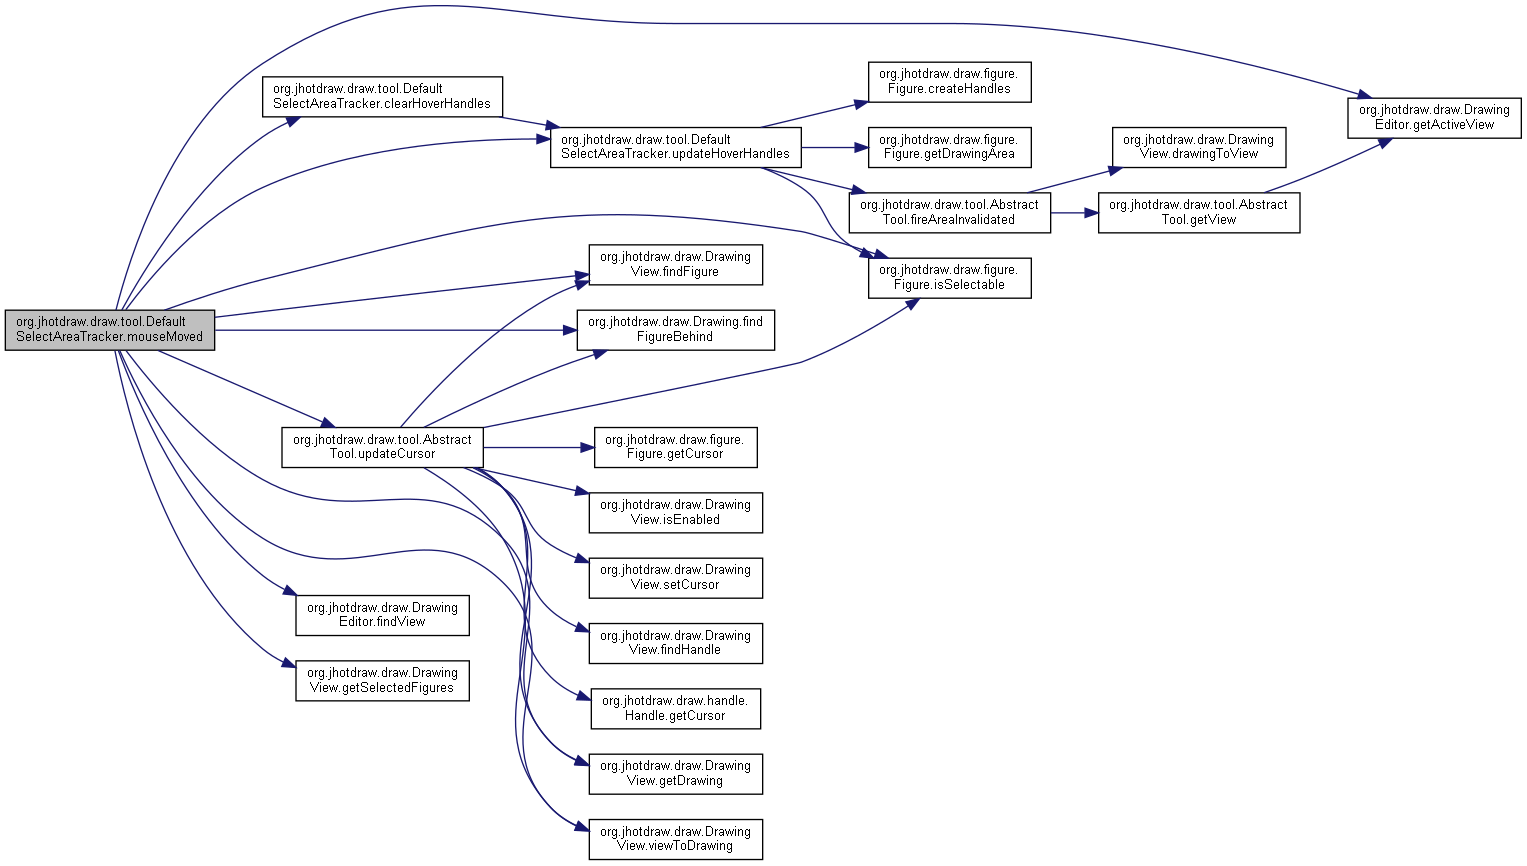 org.jhotdraw.draw.tool.Default
SelectAreaTracker.mouseMoved
org.jhotdraw.draw.tool.Default
SelectAreaTracker.clearHoverHandles
org.jhotdraw.draw.tool.Default
SelectAreaTracker.updateHoverHandles
org.jhotdraw.draw.figure.
Figure.createHandles
org.jhotdraw.draw.figure.
Figure.getDrawingArea
org.jhotdraw.draw.tool.Abstract
Tool.fireAreaInvalidated
org.jhotdraw.draw.Drawing
View.drawingToView
org.jhotdraw.draw.tool.Abstract
Tool.getView
org.jhotdraw.draw.Drawing
Editor.getActiveView
org.jhotdraw.draw.figure.
Figure.isSelectable
org.jhotdraw.draw.Drawing
View.findFigure
org.jhotdraw.draw.Drawing.find
FigureBehind
org.jhotdraw.draw.tool.Abstract
Tool.updateCursor
org.jhotdraw.draw.figure.
Figure.getCursor
org.jhotdraw.draw.Drawing
View.isEnabled
org.jhotdraw.draw.Drawing
View.setCursor
org.jhotdraw.draw.Drawing
View.findHandle
org.jhotdraw.draw.handle.
Handle.getCursor
org.jhotdraw.draw.Drawing
View.getDrawing
org.jhotdraw.draw.Drawing
View.viewToDrawing
org.jhotdraw.draw.Drawing
Editor.findView
org.jhotdraw.draw.Drawing
View.getSelectedFigures